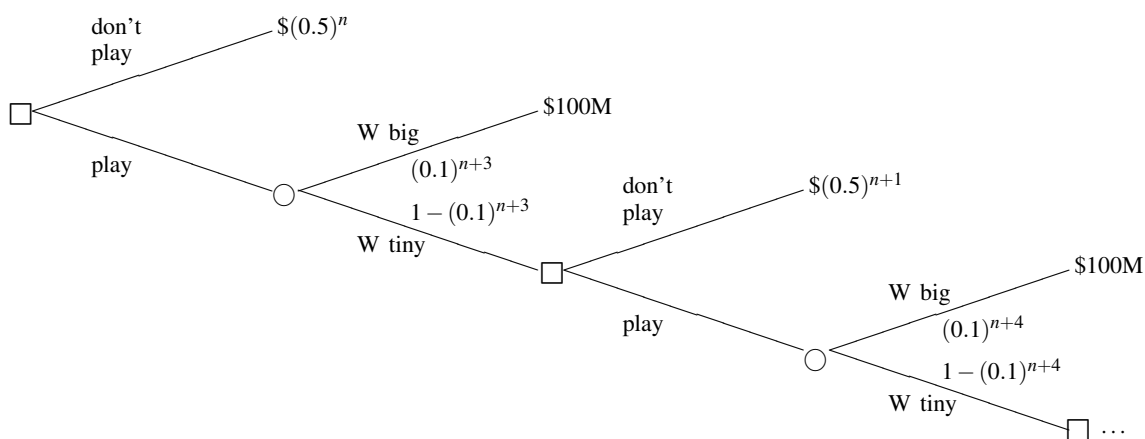 don't
play
$(0.5)^n
play
W big
(0.1)^{n+3}
$100M
1−(0.1)^{n+3}
W tiny
don't
play
$(0.5)^{n+1}
play
W big
(0.1)^{n+4}
$100M
1−(0.1)^{n+4}
W tiny
...